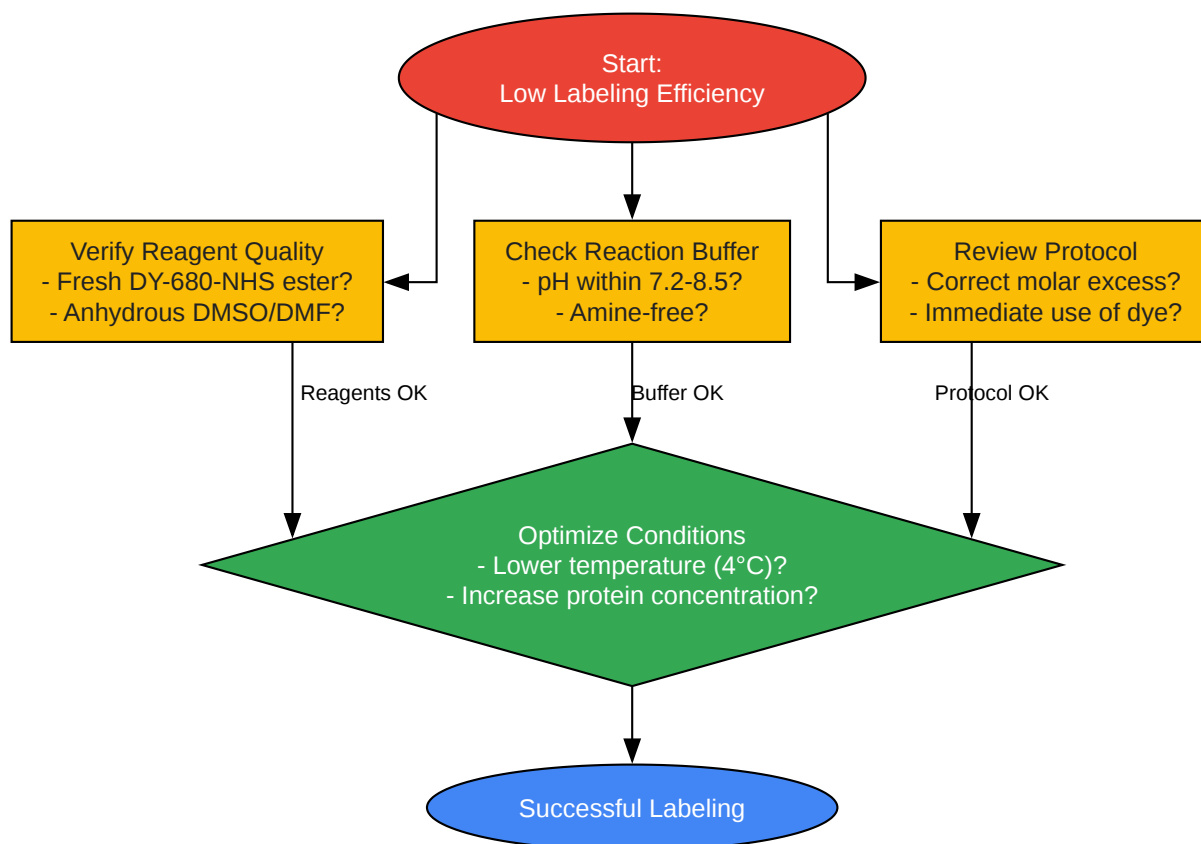 Start:
Low Labeling Efficiency
Verify Reagent Quality
- Fresh DY-680-NHS ester?
- Anhydrous DMSO/DMF?
Check Reaction Buffer
- pH within 7.2-8.5?
- Amine-free?
Review Protocol
- Correct molar excess?
- Immediate use of dye?
Reagents OK
Buffer OK
Protocol OK
Optimize Conditions
- Lower temperature (4°C)?
- Increase protein concentration?
Successful Labeling